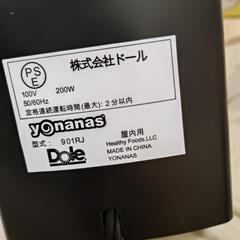 PSE
株式会社ドール
100V 200W
50/60Hz
定格連続運転時間(最大): 2 分以内
yonanas
屋内用
型式: 901RJ
Healthy Foods,LLC
Dole
MADE IN CHINA
YONANAS